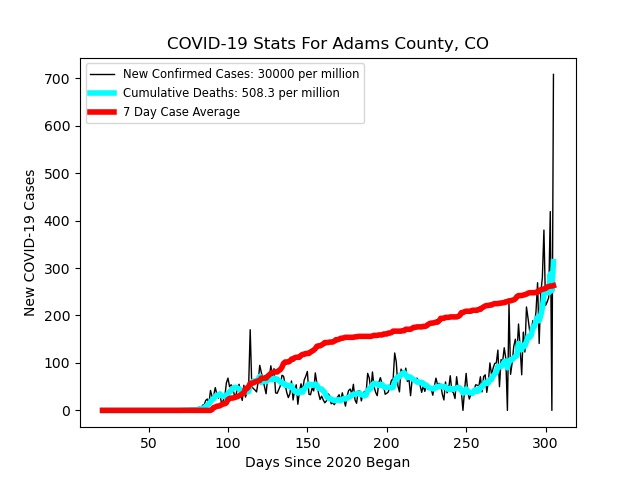 COVID-19 Stats For Adams County, CO
New Confirmed Cases: 30000 per million
Cumulative Deaths: 508.3 per million
7 Day Case Average
New COVID-19 Cases
700
600
500
400
300
200
100
0
50 100 150 200 250 300
Days Since 2020 Began